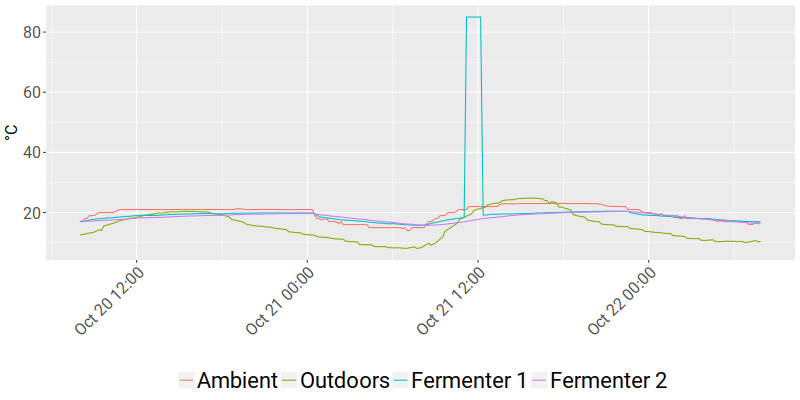 °C
80
60
40
20
Oct 20 12:00
Oct 21 00:00
Oct 21 12:00
Oct 22 00:00
Ambient Outdoors Fermenter 1 Fermenter 2